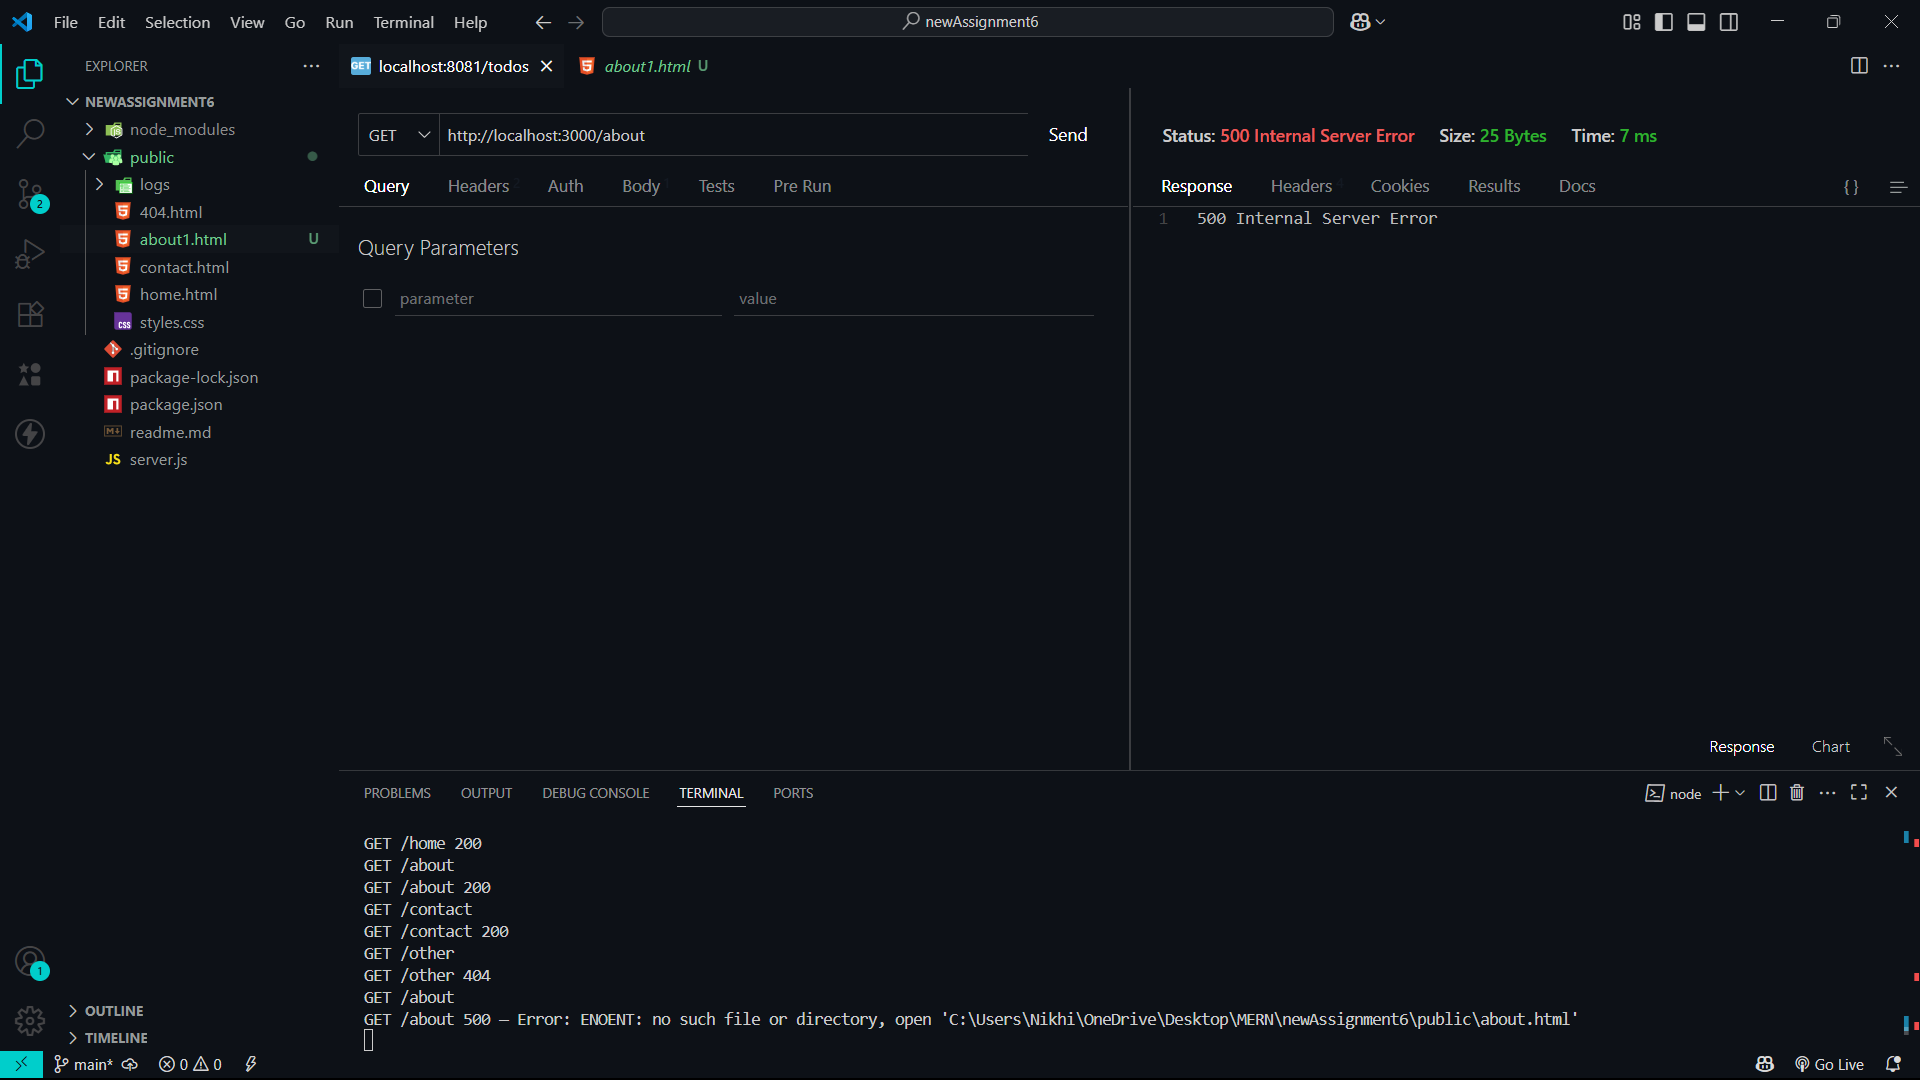 File Edit Selection View Go Run Terminal Help
newAssignment6
EXPLORER
NEWASSIGNMENT6
node_modules
public
logs
404.html
about1.html U
contact.html
home.html
styles.css
.gitignore
package-lock.json
package.json
readme.md
JS server.js
OUTLINE
TIMELINE
2
1
GET localhost:8081/todos
about1.html U
GET http://localhost:3000/about Send
Query Headers 2 Auth Body 1 Tests Pre Run
Query Parameters
parameter value
Status: 500 Internal Server Error Size: 25 Bytes Time: 7 ms
Response Headers 4 Cookies Results Docs
{ }
1 500 Internal Server Error
Response Chart
PROBLEMS OUTPUT DEBUG CONSOLE TERMINAL PORTS
node
GET /home 200
GET /about
GET /about 200
GET /contact
GET /contact 200
GET /other
GET /other 404
GET /about
GET /about 500 — Error: ENOENT: no such file or directory, open 'C:\Users\Nikhi\OneDrive\Desktop\MERN\newAssignment6\public\about.html'
main* 0 0 Go Live